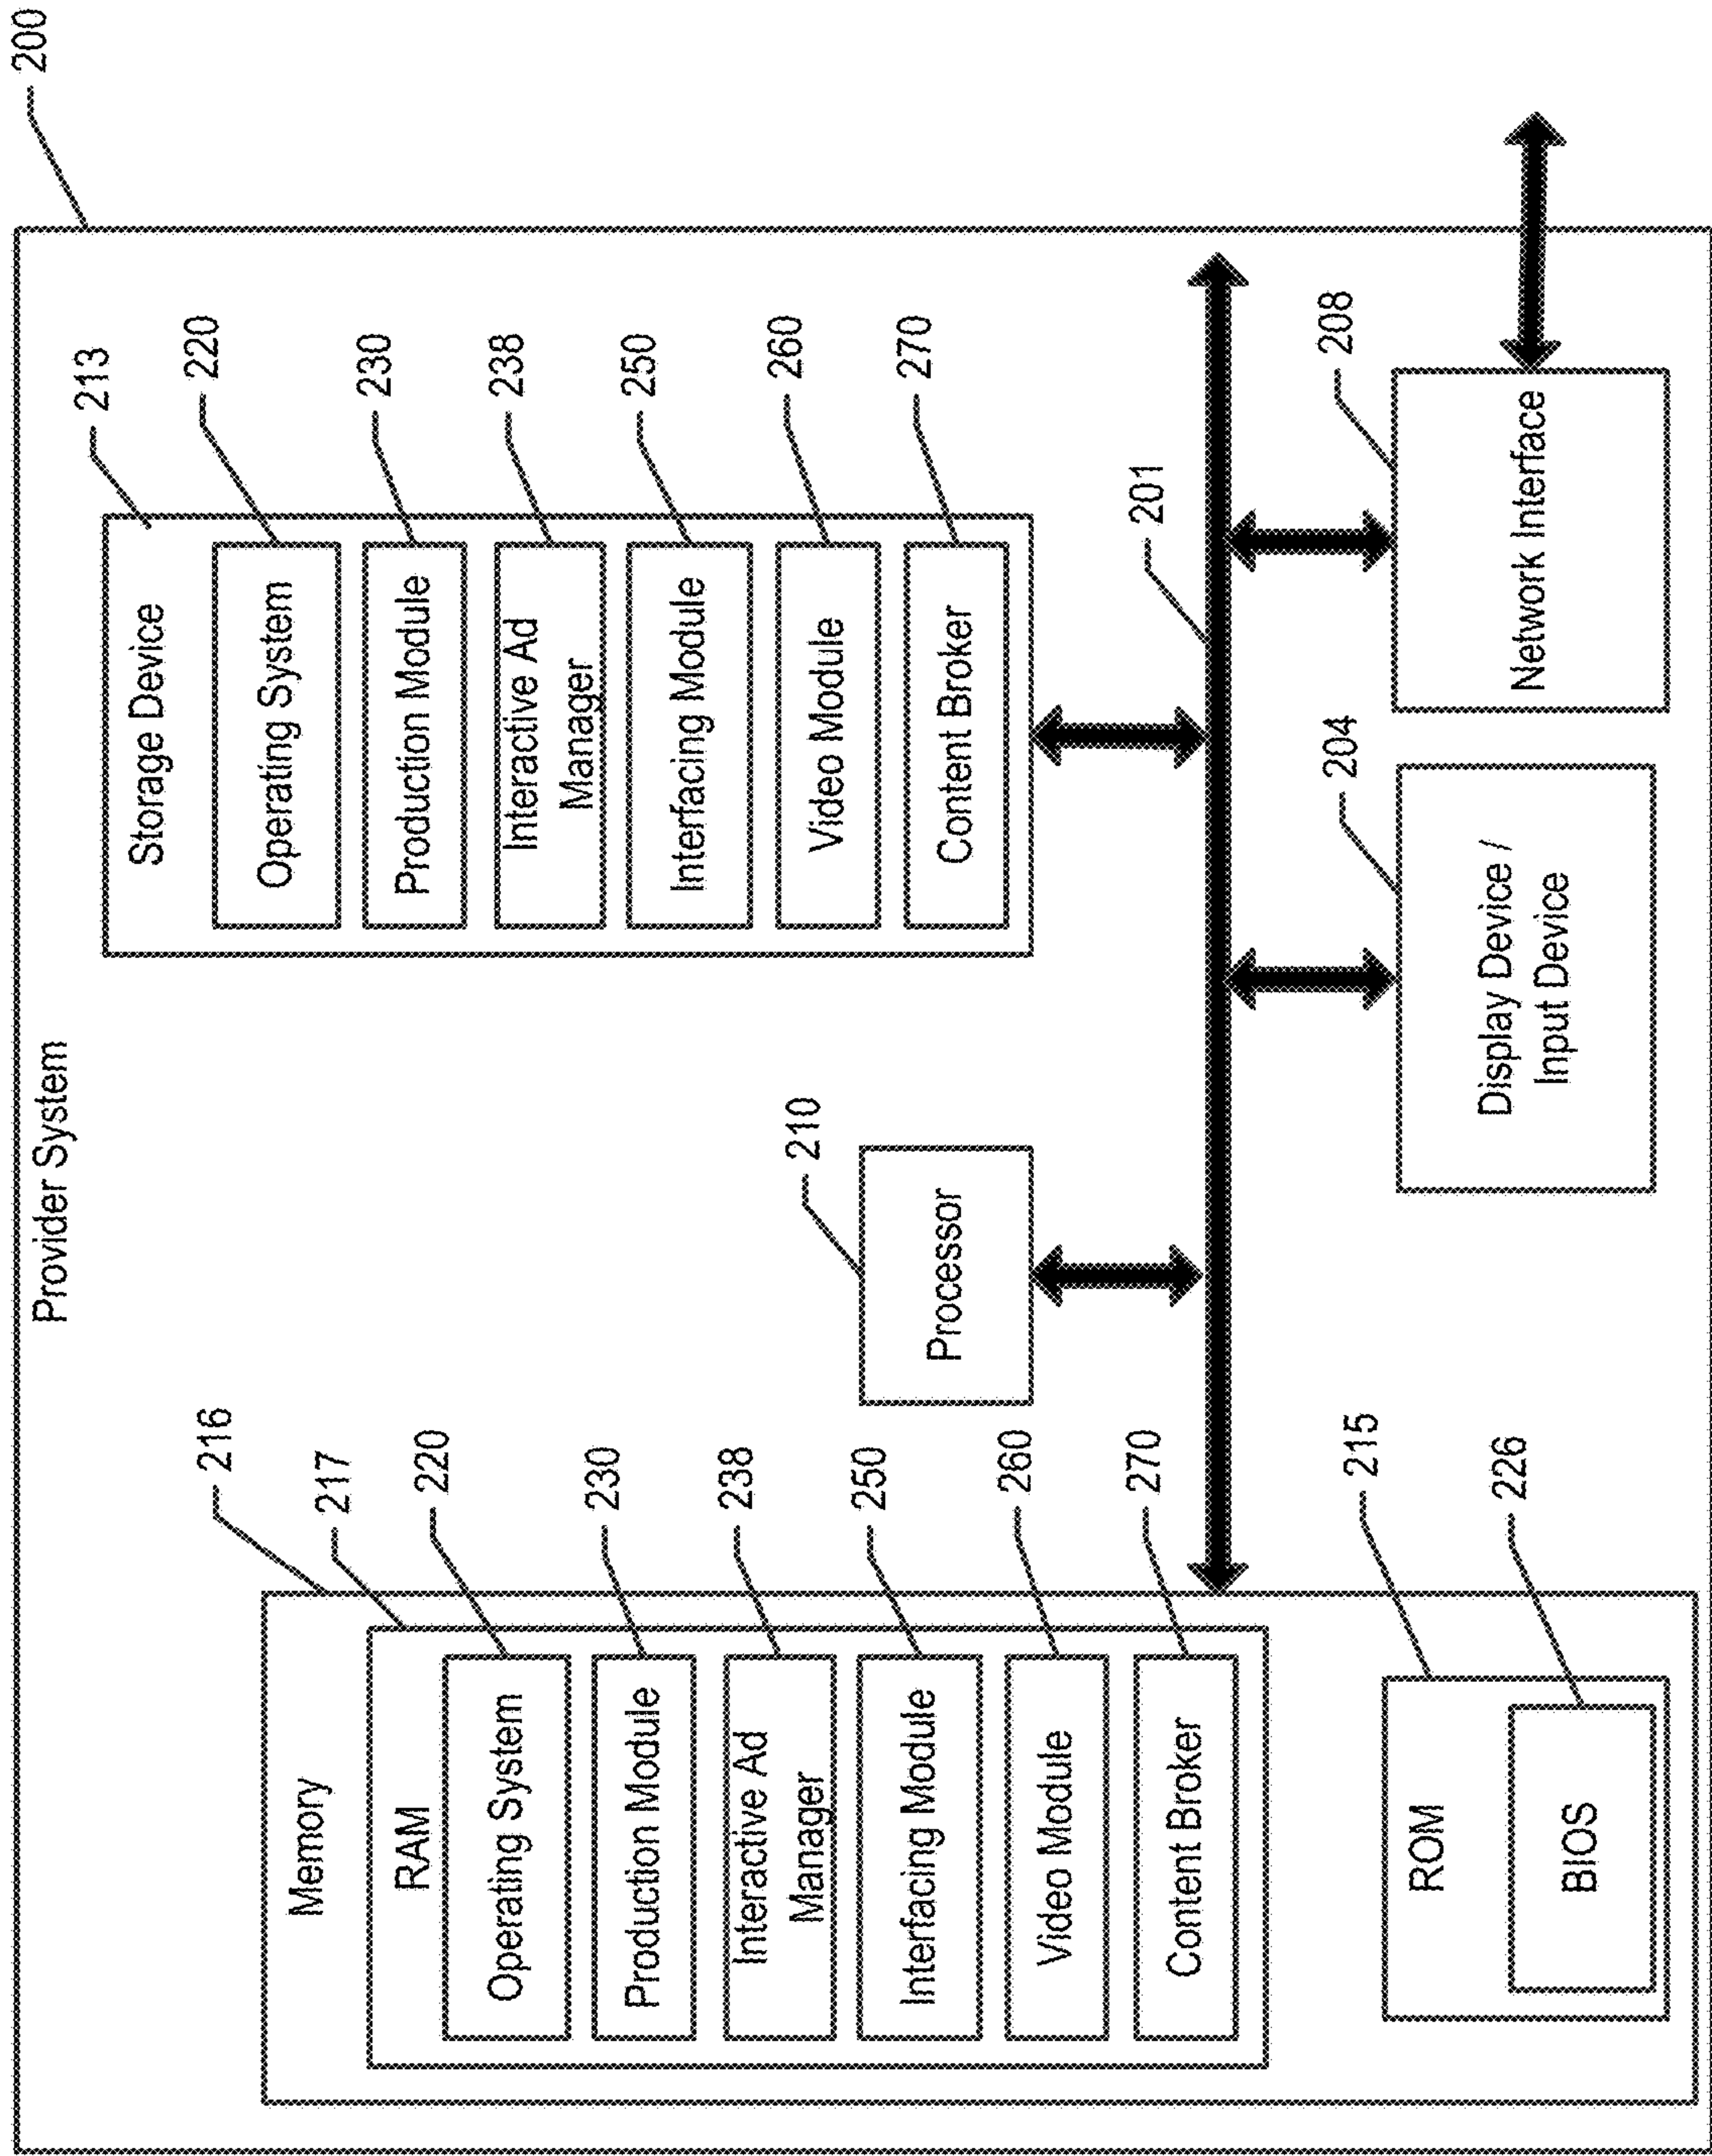 200
Provider System
Memory
216
RAM
217
Operating System
220
Production Module
230
Interactive Ad
Manager
238
Interfacing Module
250
Video Module
260
Content Broker
270
ROM
215
BIOS
226
Processor
210
Storage Device
213
Operating System
220
Production Module
230
Interactive Ad
Manager
238
Interfacing Module
250
Video Module
260
Content Broker
270
201
Display Device /
Input Device
204
Network Interface
208